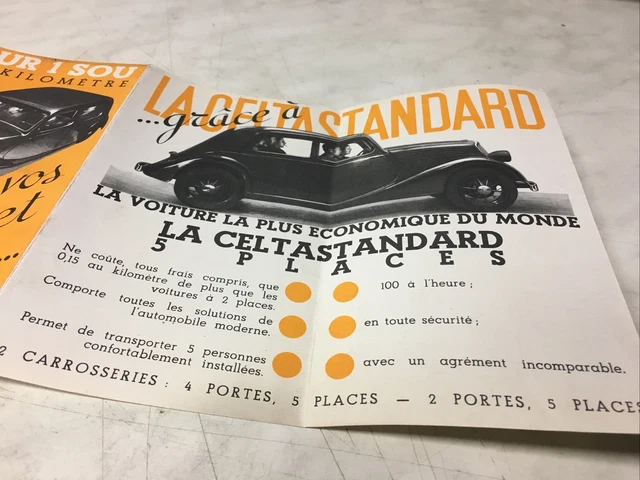 UR 1 SOU
KILOMÈTRE
vos
et
...
LA CELTASTANDARD
...grâce à
LA VOITURE LA PLUS ECONOMIQUE DU MONDE
LA CELTASTANDARD
5 PLACES
Ne coûte, tous frais compris, que
0,15 au kilomètre de plus que les
voitures à 2 places.
Comporte toutes les solutions de
l'automobile moderne.
Permet de transporter 5 personnes
confortablement installées.
100 à l'heure ;
en toute sécurité ;
avec un agrément incomparable.
2 CARROSSERIES : 4 PORTES, 5 PLACES — 2 PORTES, 5 PLACES